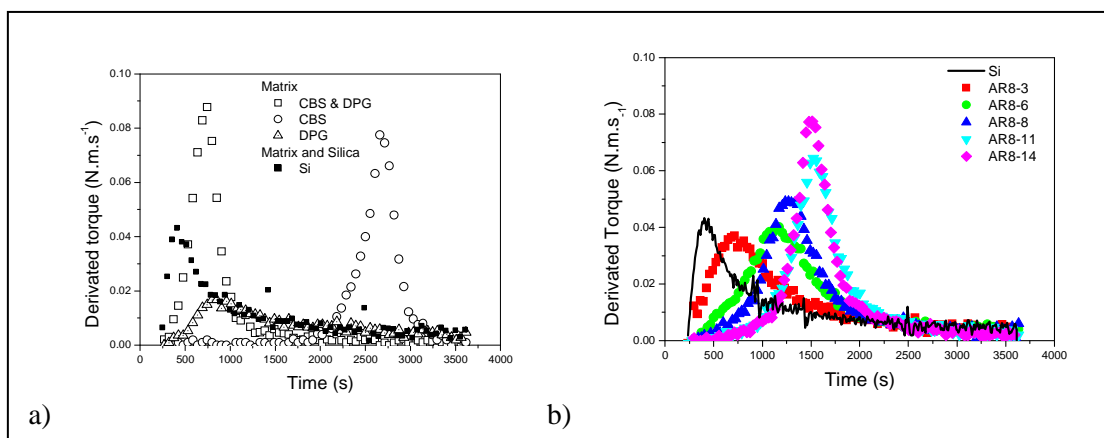 Matrix
CBS & DPG
CBS
DPG
Matrix and Silica
Si
0.10
0.08
0.06
0.04
0.02
0.00
Derivated torque (N.m.s⁻¹)
0 500 1000 1500 2000 2500 3000 3500 4000
Time (s)
a)
Si
AR8-3
AR8-6
AR8-8
AR8-11
AR8-14
0.10
0.08
0.06
0.04
0.02
0.00
Derivated Torque (N.m.s-1)
0 500 1000 1500 2000 2500 3000 3500 4000
Time (s)
b)